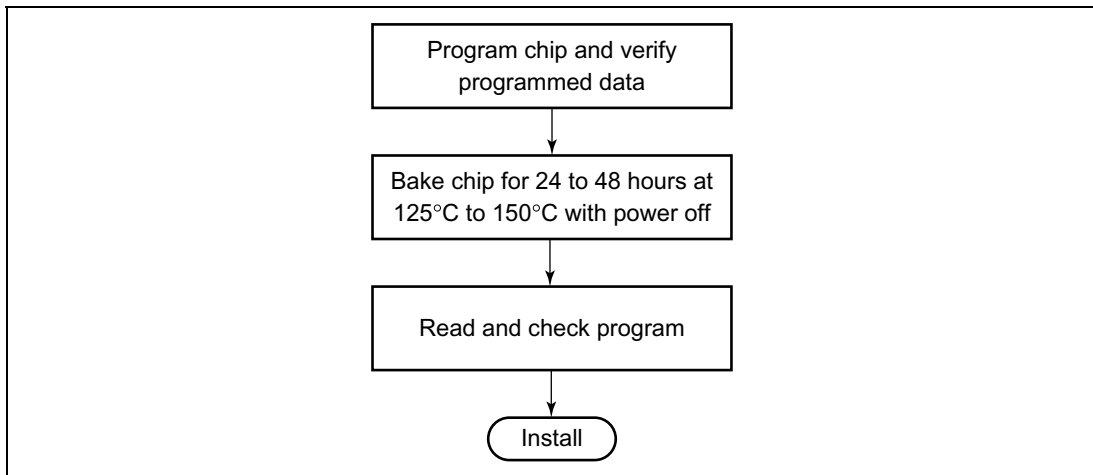 Program chip and verify
programmed data
Bake chip for 24 to 48 hours at
125°C to 150°C with power off
Read and check program
Install